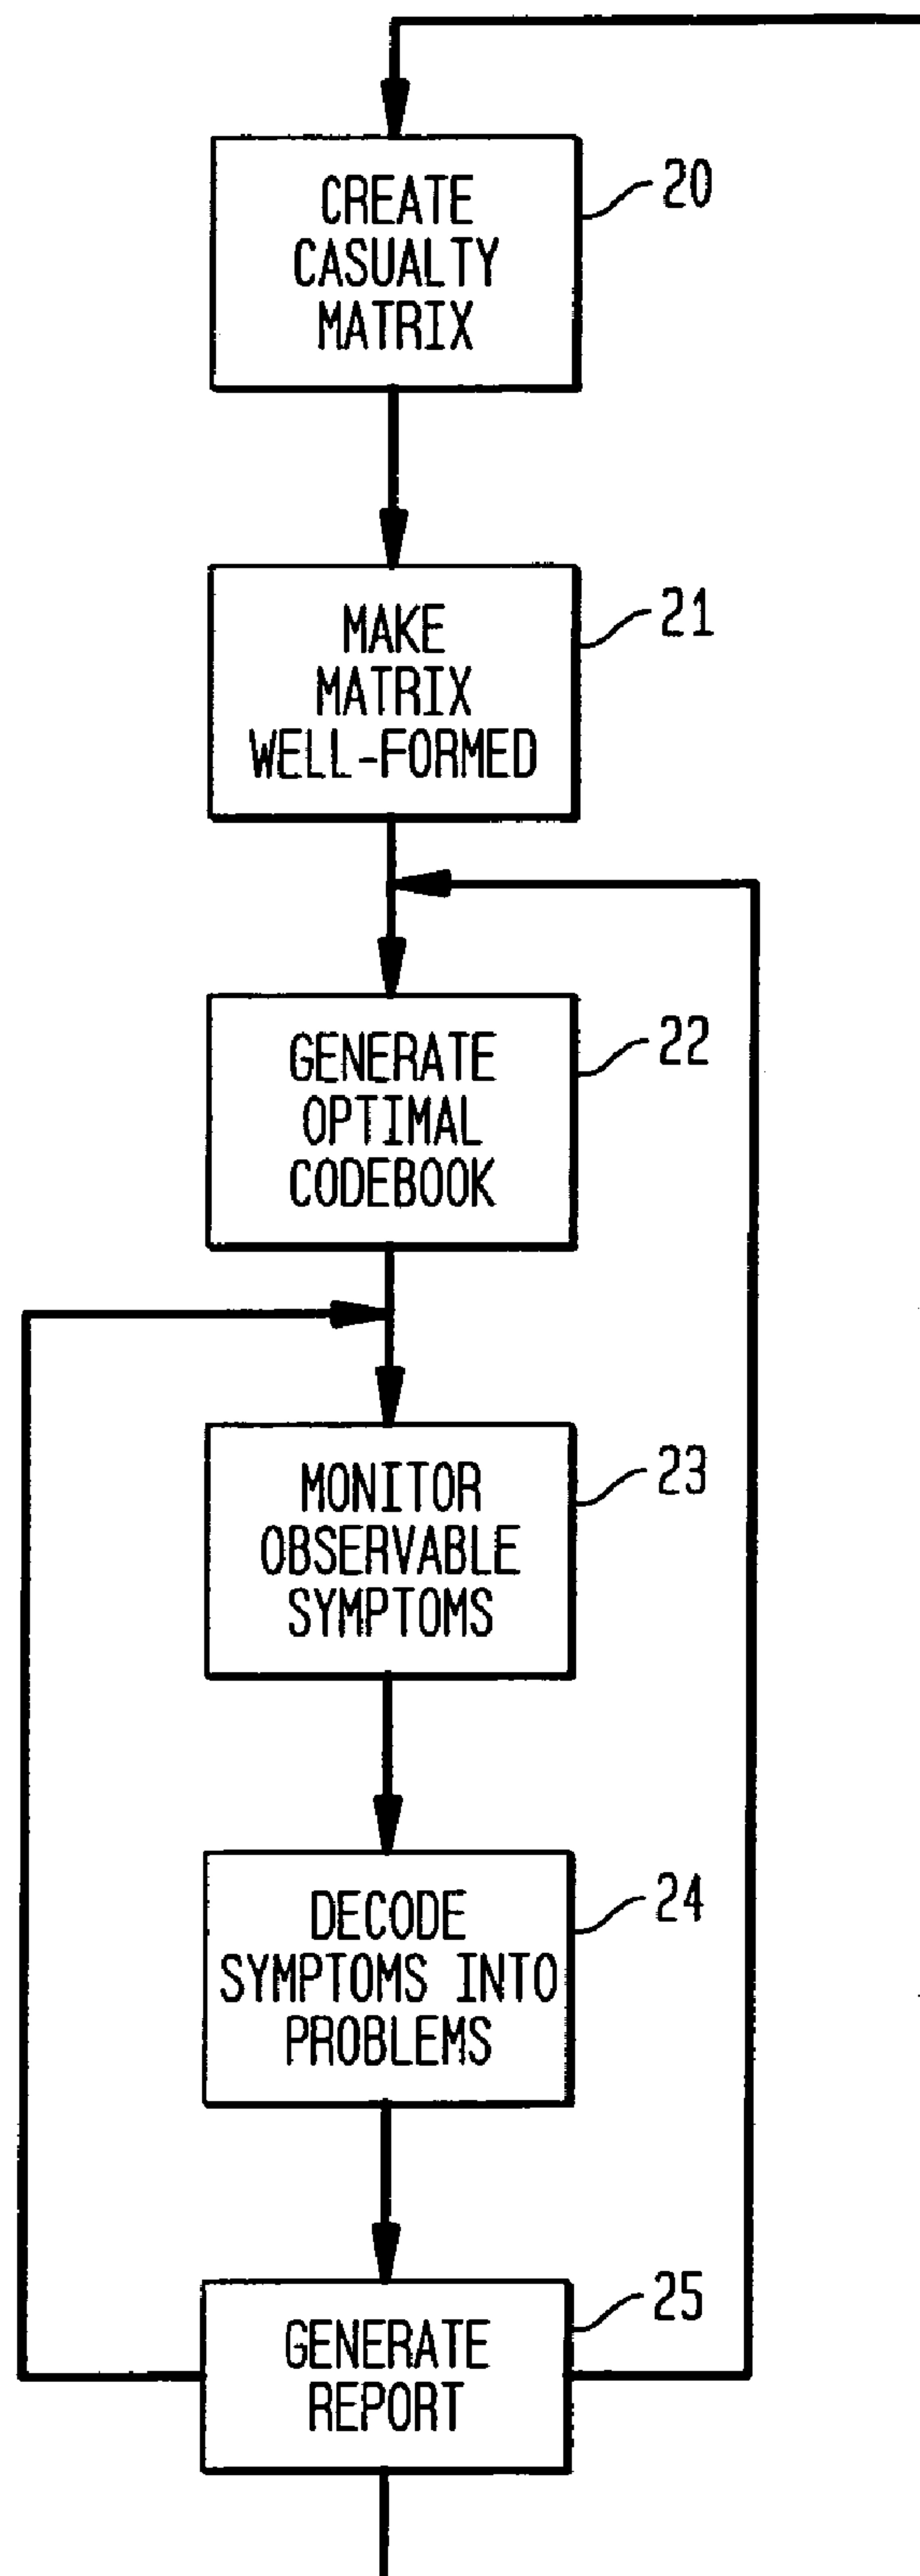 CREATE
CASUALTY
MATRIX
20
MAKE
MATRIX
WELL-FORMED
21
GENERATE
OPTIMAL
CODEBOOK
22
MONITOR
OBSERVABLE
SYMPTOMS
23
DECODE
SYMPTOMS INTO
PROBLEMS
24
GENERATE
REPORT
25